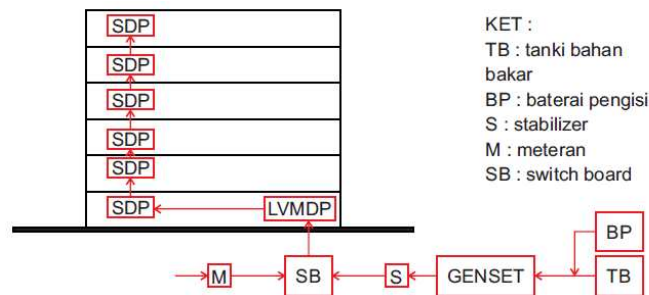 SDP
SDP
SDP
SDP
SDP
SDP
LVMDP
KET :
TB : tanki bahan
bakar
BP : baterai pengisi
S : stabilizer
M : meteran
SB : switch board
BP
M
SB
S
GENSET
TB